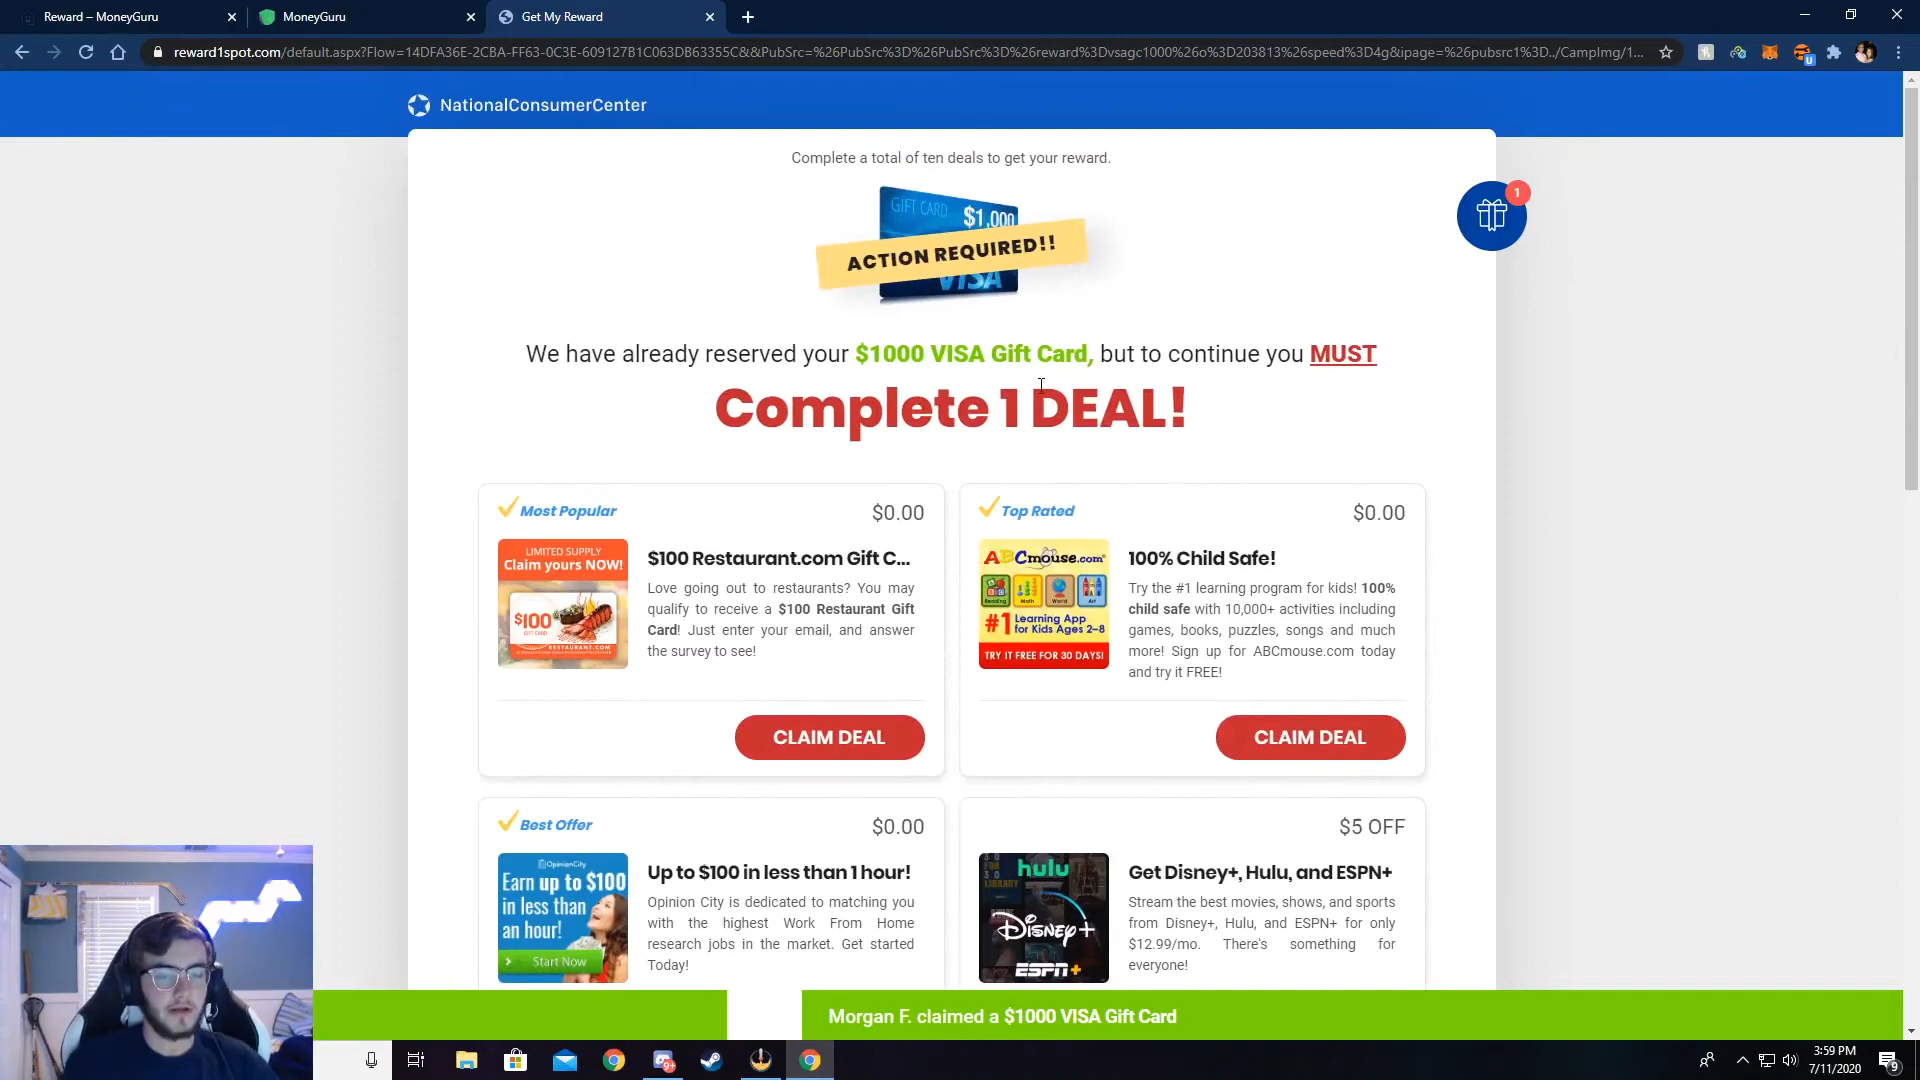 Reward – MoneyGuru
MoneyGuru
Get My Reward
reward1spot.com/default.aspx?Flow=14DFA36E-2CBA-FF63-0C3E-609127B1C063DB63355C&&PubSrc=%26PubSrc%3D%26PubSrc%3D%26reward%3Dvsagc1000%26o%3D203813%26speed%3D4g&ipage=%26pubsrc1%3D../CampImg/1...
NationalConsumerCenter
Complete a total of ten deals to get your reward.
GIFT CARD $1,000
ACTION REQUIRED!!
VISA
1
We have already reserved your $1000 VISA Gift Card, but to continue you MUST
Complete 1 DEAL!
Most Popular $0.00
LIMITED SUPPLY
Claim yours NOW!
$100
GIFT CARD
RESTAURANT.COM
$100 Restaurant.com Gift C...
Love going out to restaurants? You may
qualify to receive a $100 Restaurant Gift
Card! Just enter your email, and answer
the survey to see!
CLAIM DEAL
Top Rated $0.00
ABCmouse.com
Reading Math World Art
#1 Learning App
for Kids Ages 2–8
TRY IT FREE FOR 30 DAYS!
100% Child Safe!
Try the #1 learning program for kids! 100%
child safe with 10,000+ activities including
games, books, puzzles, songs and much
more! Sign up for ABCmouse.com today
and try it FREE!
CLAIM DEAL
Best Offer $0.00
OpinionCity
Earn up to $100
in less than
an hour!
Start Now
Up to $100 in less than 1 hour!
Opinion City is dedicated to matching you
with the highest Work From Home
research jobs in the market. Get started
Today!
$5 OFF
hulu
Disney+
ESPN+
Get Disney+, Hulu, and ESPN+
Stream the best movies, shows, and sports
from Disney+, Hulu, and ESPN+ for only
$12.99/mo. There's something for
everyone!
Morgan F. claimed a $1000 VISA Gift Card
9+
3:59 PM
7/11/2020
9